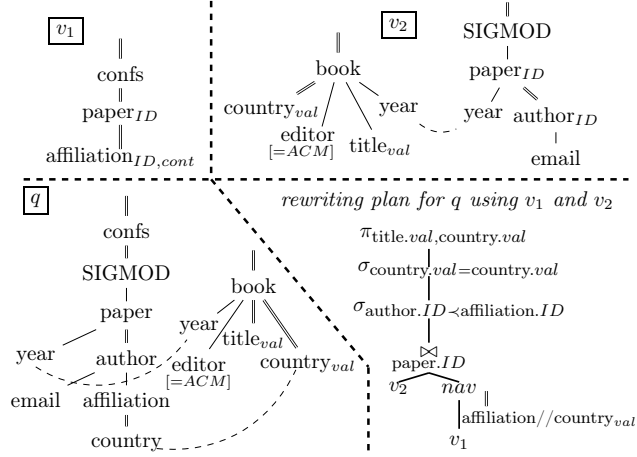 v1
confs
paperID
affiliationID,cont
v2
SIGMOD
book
paperID
countryval
year
year
authorID
editor
titleval
[=ACM]
email
q
rewriting plan for q using v1 and v2
confs
πtitle.val,country.val
SIGMOD
σcountry.val=country.val
book
paper
σauthor.ID≺affiliation.ID
year
titleval
year
author
editor
countryval
[=ACM]
⋈
paper.ID
v2
nav
email
affiliation
affiliation//countryval
country
v1